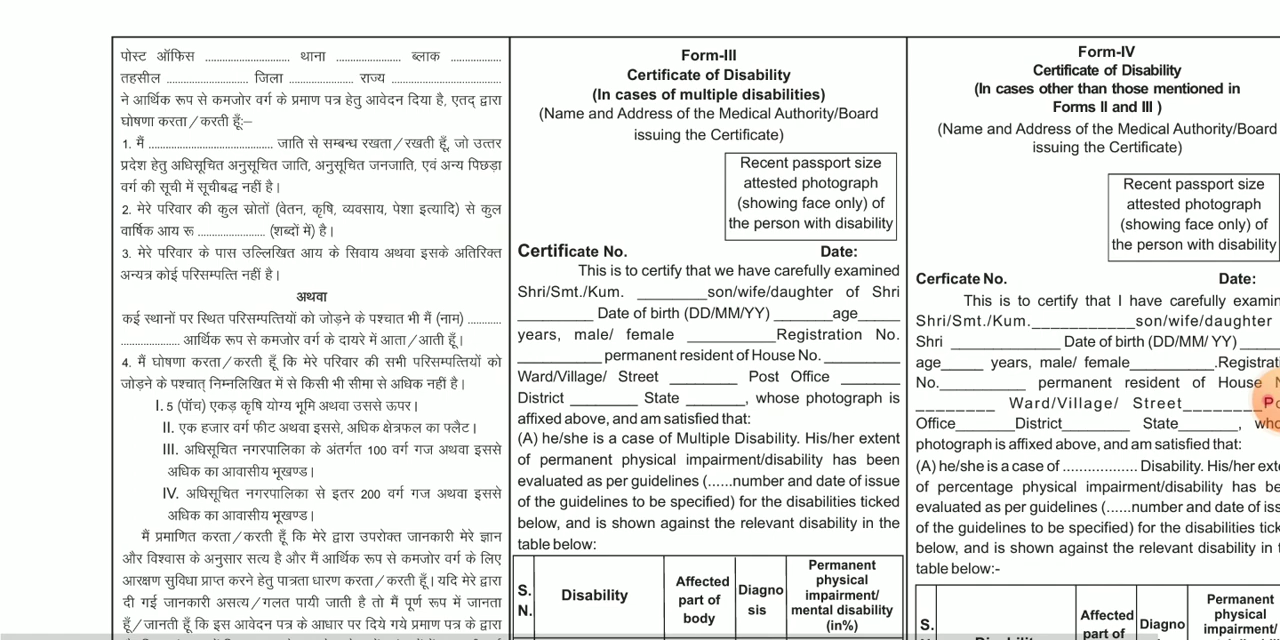 पोस्ट ऑफिस ............................ थाना ...................... ब्लाक .................
तहसील ........................... जिला ..................... राज्य ....................................
ने आर्थिक रूप से कमजोर वर्ग के प्रमाण पत्र हेतु आवेदन दिया है, एतद् द्वारा
घोषणा करता/करती हूँ:–
1. मैं ......................................... जाति से सम्बन्ध रखता/रखती हूँ, जो उत्तर
प्रदेश हेतु अधिसूचित अनुसूचित जाति, अनुसूचित जनजाति, एवं अन्य पिछड़ा
वर्ग की सूची में सूचीबद्ध नहीं है।
2. मेरे परिवार की कुल स्रोतों (वेतन, कृषि, व्यवसाय, पेशा इत्यादि) से कुल
वार्षिक आय रू ...................... (शब्दों में) है।
3. मेरे परिवार के पास उल्लिखित आय के सिवाय अथवा इसके अतिरिक्त
अन्यत्र कोई परिसम्पत्ति नहीं है।
अथवा
कई स्थानों पर स्थित परिसम्पत्तियों को जोड़ने के पश्चात भी मैं (नाम) ...........
................... आर्थिक रूप से कमजोर वर्ग के दायरे में आता/आती हूँ।
4. मैं घोषणा करता/करती हूँ कि मेरे परिवार की सभी परिसम्पत्तियों को
जोड़ने के पश्चात् निम्नलिखित में से किसी भी सीमा से अधिक नहीं है।
I. 5 (पॉच) एकड़ कृषि योग्य भूमि अथवा उससे ऊपर।
II. एक हजार वर्ग फीट अथवा इससे, अधिक क्षेत्रफल का फ्लैट।
III. अधिसूचित नगरपालिका के अंतर्गत 100 वर्ग गज अथवा इससे
अधिक का आवासीय भूखण्ड।
IV. अधिसूचित नगरपालिका से इतर 200 वर्ग गज अथवा इससे
अधिक का आवासीय भूखण्ड।
मैं प्रमाणित करता/करती हूँ कि मेरे द्वारा उपरोक्त जानकारी मेरे ज्ञान
और विश्वास के अनुसार सत्य है और मैं आर्थिक रूप से कमजोर वर्ग के लिए
आरक्षण सुविधा प्राप्त करने हेतु पात्रता धारण करता/करती हूँ। यदि मेरे द्वारा
दी गई जानकारी असत्य/गलत पायी जाती है तो मैं पूर्ण रूप में जानता
हूँ/जानती हूँ कि इस आवेदन पत्र के आधार पर दिये गये प्रमाण पत्र के द्वारा
Form-III
Certificate of Disability
(In cases of multiple disabilities)
(Name and Address of the Medical Authority/Board
issuing the Certificate)
Recent passport size
attested photograph
(showing face only) of
the person with disability
Certificate No. Date:
This is to certify that we have carefully examined
Shri/Smt./Kum. ________son/wife/daughter of Shri
_________ Date of birth (DD/MM/YY) ______age____
years, male/ female __________Registration No.
_________ permanent resident of House No. ________
Ward/Village/ Street _______ Post Office ______
District _______ State ______, whose photograph is
affixed above, and am satisfied that:
(A) he/she is a case of Multiple Disability. His/her extent
of permanent physical impairment/disability has been
evaluated as per guidelines (......number and date of issue
of the guidelines to be specified) for the disabilities ticked
below, and is shown against the relevant disability in the
table below:
S. N. Disability Affected part of body Diagno sis Permanent physical impairment/ mental disability (in%)
Form-IV
Certificate of Disability
(In cases other than those mentioned in
Forms II and III )
(Name and Address of the Medical Authority/Board
issuing the Certificate)
Recent passport size
attested photograph
(showing face only) of
the person with disability
Cerficate No. Date:
This is to certify that I have carefully
Shri/Smt./Kum.___________son/wife/daughter
Shri ____________ Date of birth (DD/MM/ YY) _____
age_____ years, male/ female__________.
No.__________ permanent resident of House
________ Ward/Village/ Street________
Office_______District________ State_______,
photograph is affixed above, and am satisfied that:
(A) he/she is a case of .................. Disability. His/her
of percentage physical impairment/disability has
evaluated as per guidelines (......number and date of
of the guidelines to be specified) for the disabilities
below, and is shown against the relevant disability in
table below:-
S. Affected part of Diagno Permanent physical impairment/